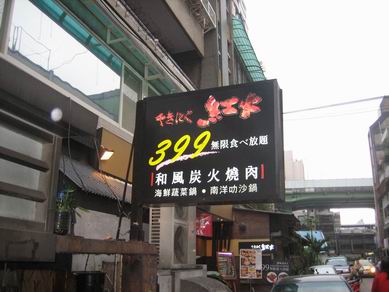 やきにく 紅火
399 無限食べ放題
和風炭火燒肉
海鮮蔬菜鍋・南洋叻沙鍋